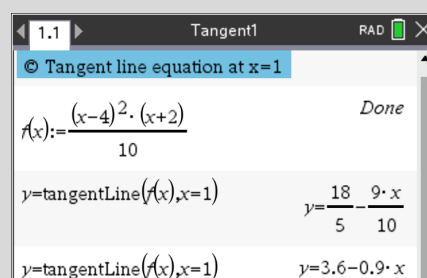 1.1 Tangent1 RAD
© Tangent line equation at x=1
f(x):=(x-4)²·(x+2)/10 Done
y=tangentLine(f(x),x=1) y=18/5-9·x/10
y=tangentLine(f(x),x=1) y=3.6-0.9·x